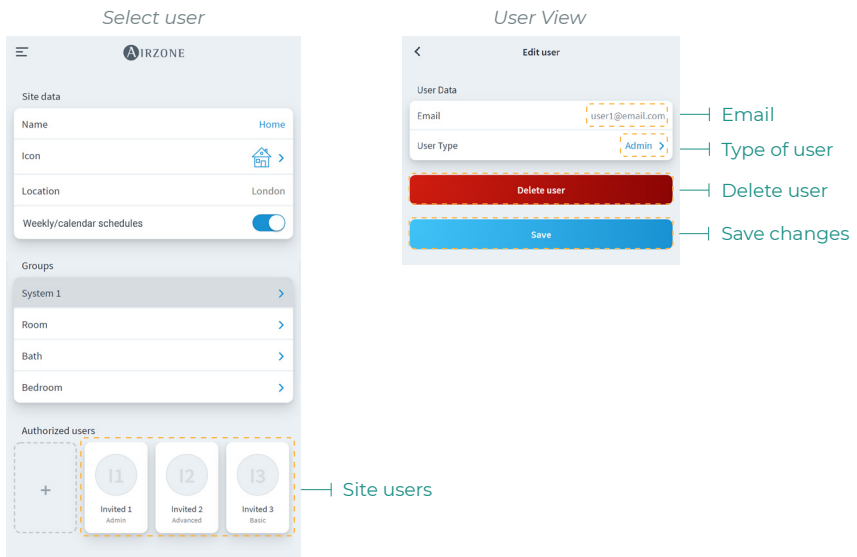 Select user
AIRZONE
Site data
Name Home
Icon
Location London
Weekly/calendar schedules
Groups
System 1
Room
Bath
Bedroom
Authorized users
+
I1
Invited 1
Admin
I2
Invited 2
Advanced
I3
Invited 3
Basic
Site users
User View
Edit user
User Data
Email user1@email.com
User Type Admin
Delete user
Save
Email
Type of user
Delete user
Save changes